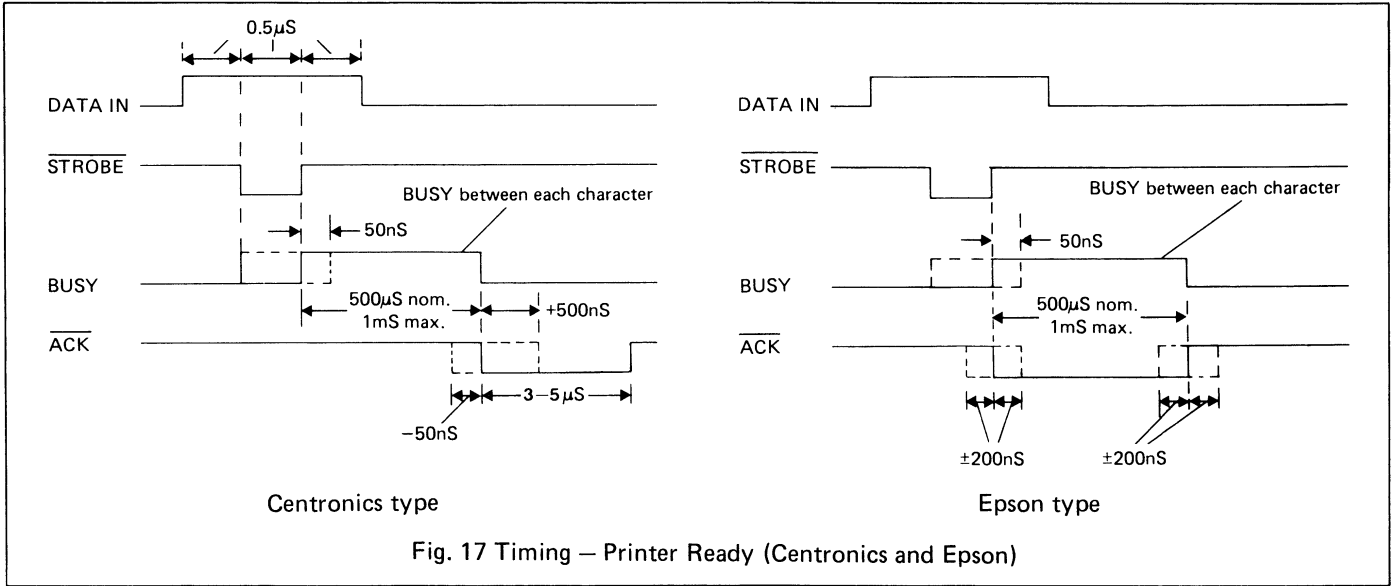 0.5µS
DATA IN
STROBE
BUSY between each character
50nS
BUSY
500µS nom.
1mS max.
+500nS
ACK
3–5µS
−50nS
Centronics type
DATA IN
STROBE
BUSY between each character
50nS
BUSY
500µS nom.
1mS max.
ACK
±200nS
±200nS
Epson type
Fig. 17 Timing — Printer Ready (Centronics and Epson)